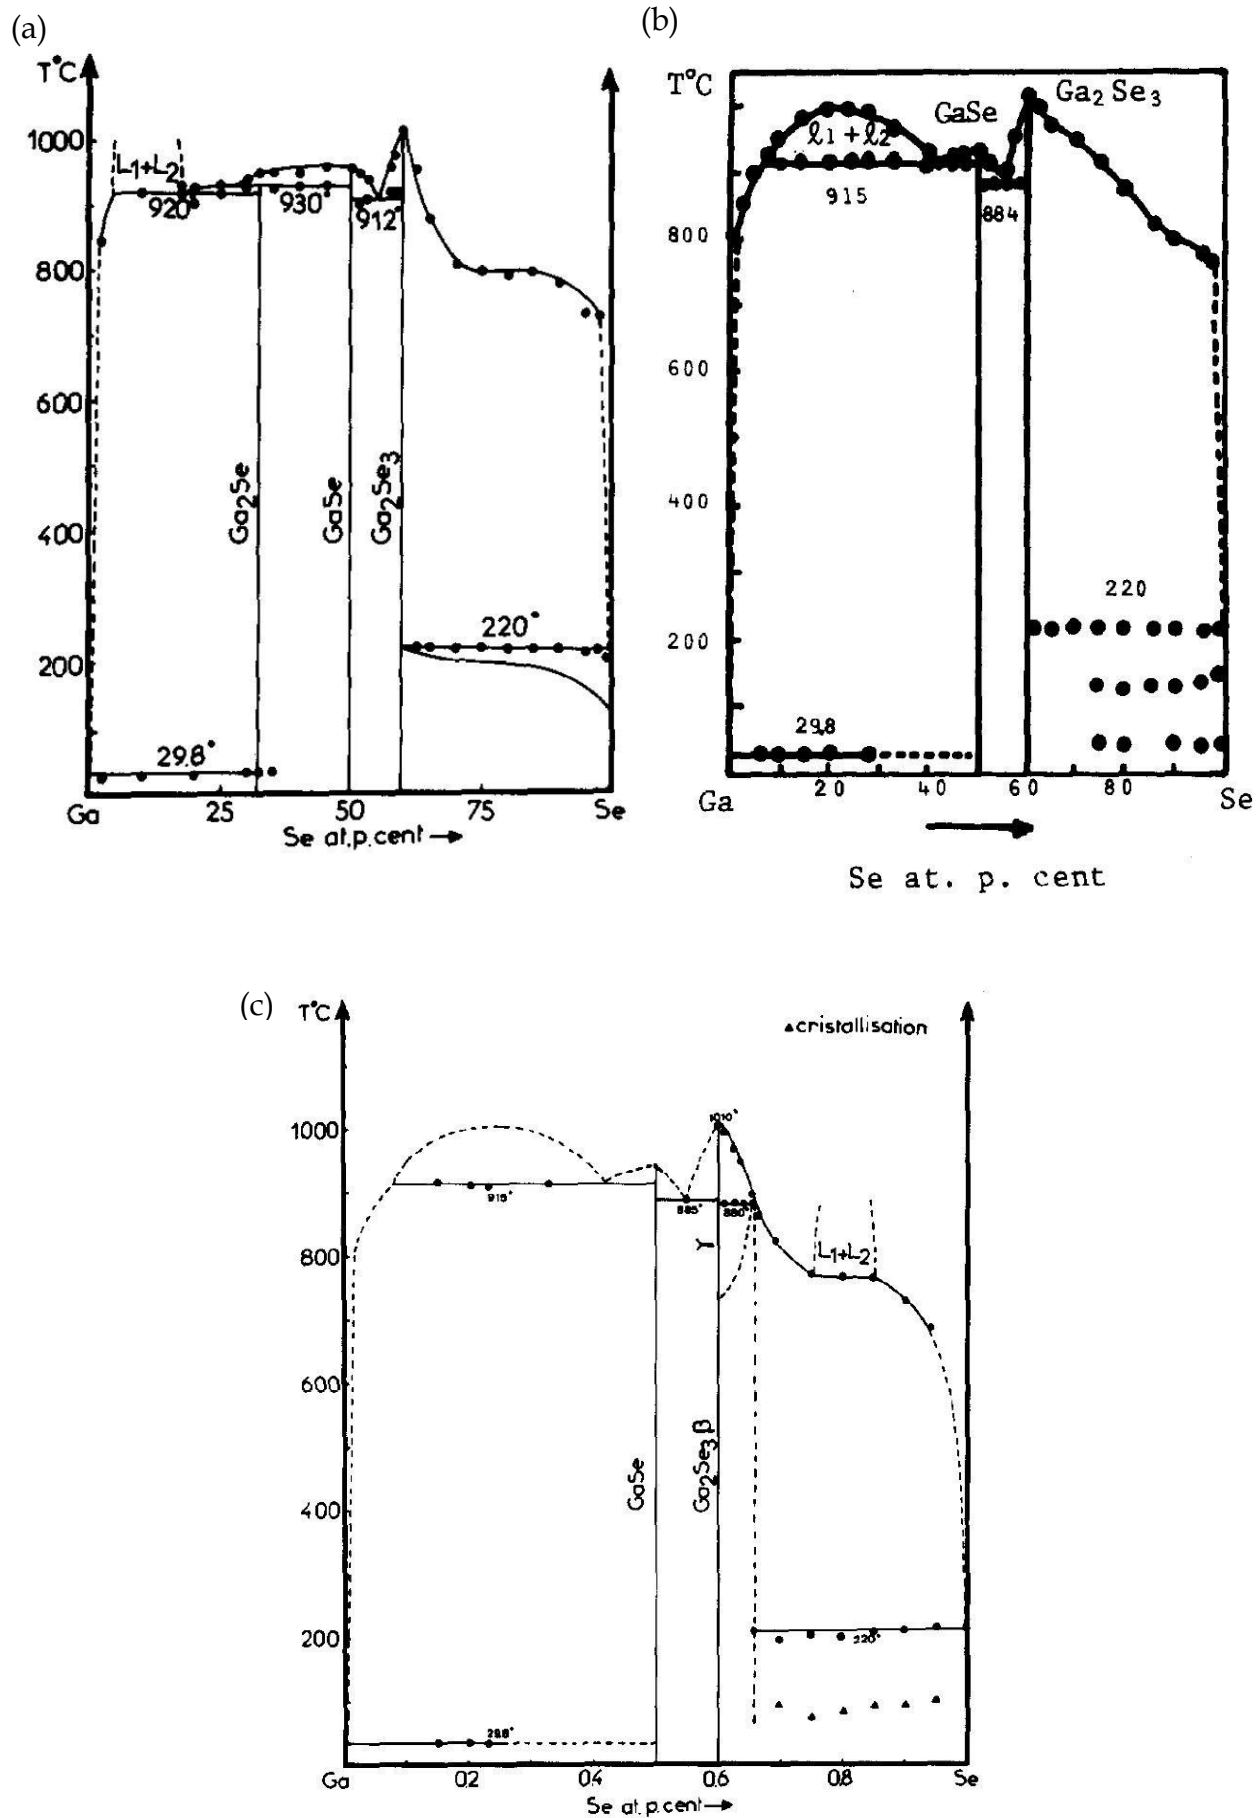 (a)
T°C
1000
800
600
400
200
L1+L2
920
930°
912°
Ga2Se
GaSe
Ga2Se3
220°
29.8°
Ga 25 50 75 Se
Se at.p.cent →
(b)
T°C
800
600
400
200
GaSe
Ga2 Se3
ℓ1 + ℓ2
915
884
220
29.8
Ga 20 40 60 80 Se
Se at. p. cent
(c)
T°C
▲cristallisation
1000
800
600
400
200
1010°
915°
885°
880°
γ
L1+L2
GaSe
Ga2Se3 β
220°
29.8°
Ga 0.2 0.4 0.6 0.8 Se
Se at.p.cent →